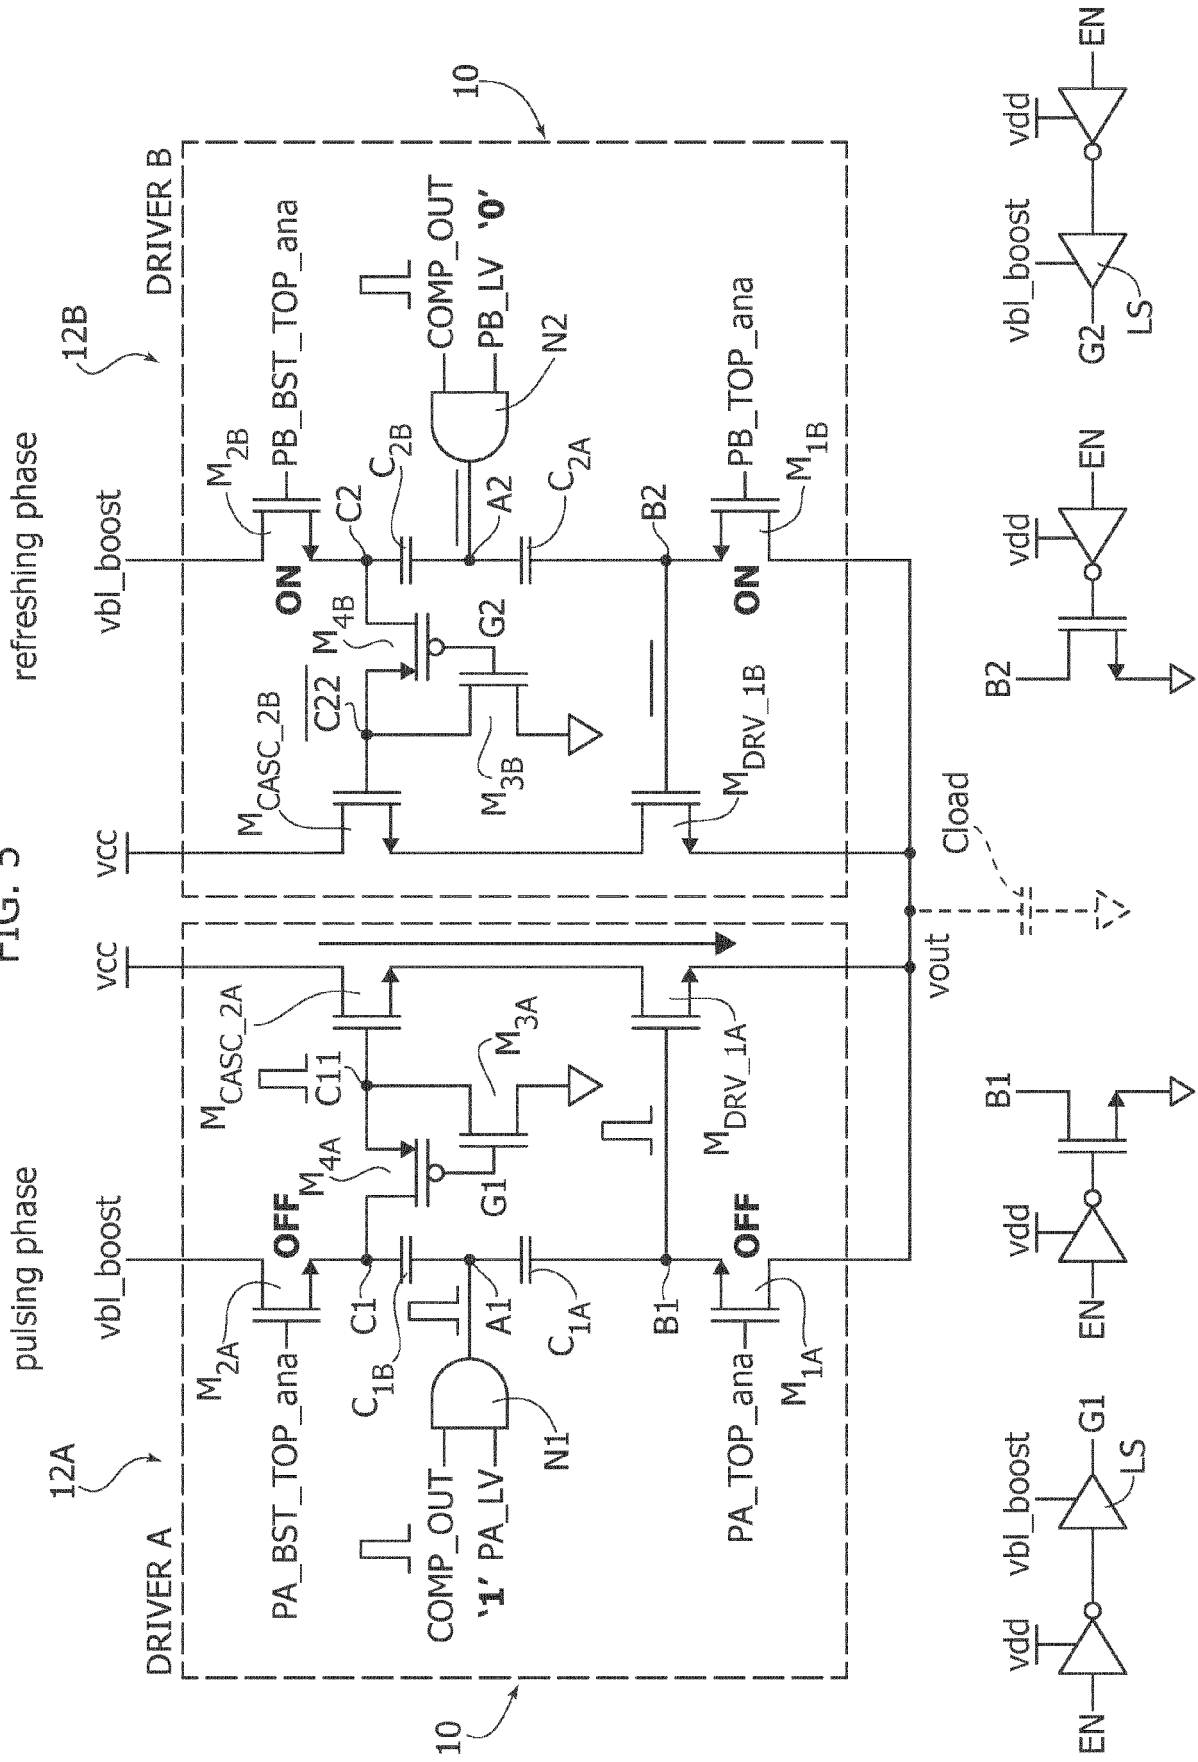 FIG. 5
pulsing phase
refreshing phase
12A
12B
DRIVER A
DRIVER B
10
10
vbl_boost
vcc
vcc
vbl_boost
M2A
OFF
PA_BST_TOP_ana
MCASC_2A
C1
C11
M4A
M3A
G1
C1B
COMP_OUT
'1' PA_LV
N1
A1
C1A
B1
MDRV_1A
PA_TOP_ana
OFF
M1A
M2B
ON
PB_BST_TOP_ana
MCASC_2B
C22
C2
M4B
M3B
G2
C2B
COMP_OUT
PB_LV '0'
N2
A2
C2A
B2
MDRV_1B
PB_TOP_ana
ON
M1B
vout
Cload
EN
vdd
vbl_boost
G1
LS
EN
vdd
B1
B2
vdd
EN
G2
vbl_boost
LS
vdd
EN